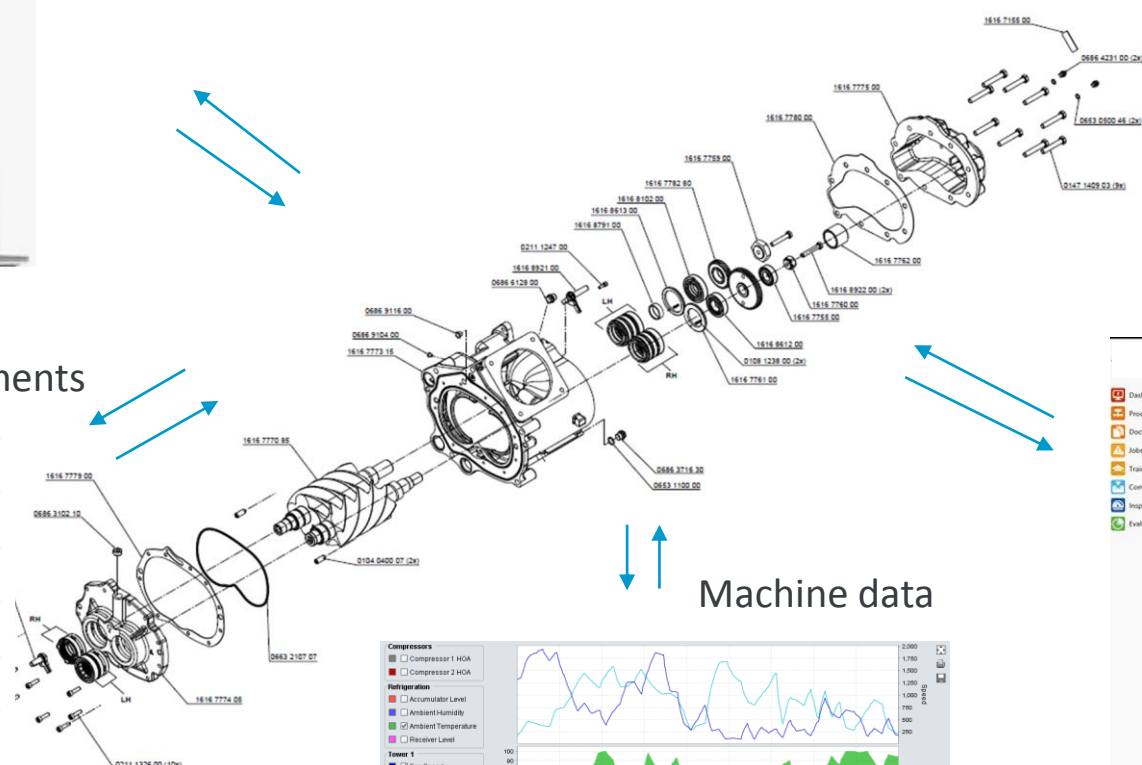 1616 7155 00
0686 4231 00 (2x)
1616 7775 00
0653 0500 46 (2x)
1616 7780 00
1616 7759 00
0147 1409 03 (9x)
1616 7782 80
1616 8102 00
1616 8613 00
1616 8791 00
0211 1247 00
1616 7762 00
1616 8921 00
0686 6128 00
1616 8922 00 (2x)
LH
1616 7760 00
0686 9116 00
1616 7755 00
0686 9104 00
1616 8612 00
1616 7773 15
0108 1238 00 (2x)
RH
1616 7761 00
1616 7770 85
0686 3716 30
0653 1100 00
1616 7779 00
0686 3102 10
0104 0400 07 (2x)
RH
0663 2107 07
LH
1616 7774 05
0211 1326 00 (10x)
Machine data
Compressors
Compressor 1 HOA
Compressor 2 HOA
Refrigeration
Accumulator Level
Ambient Humidity
Ambient Temperature
Receiver Level
Tower 1
2,000
1,750
1,500
1,250
1,000
750
500
250
Speed
100
90